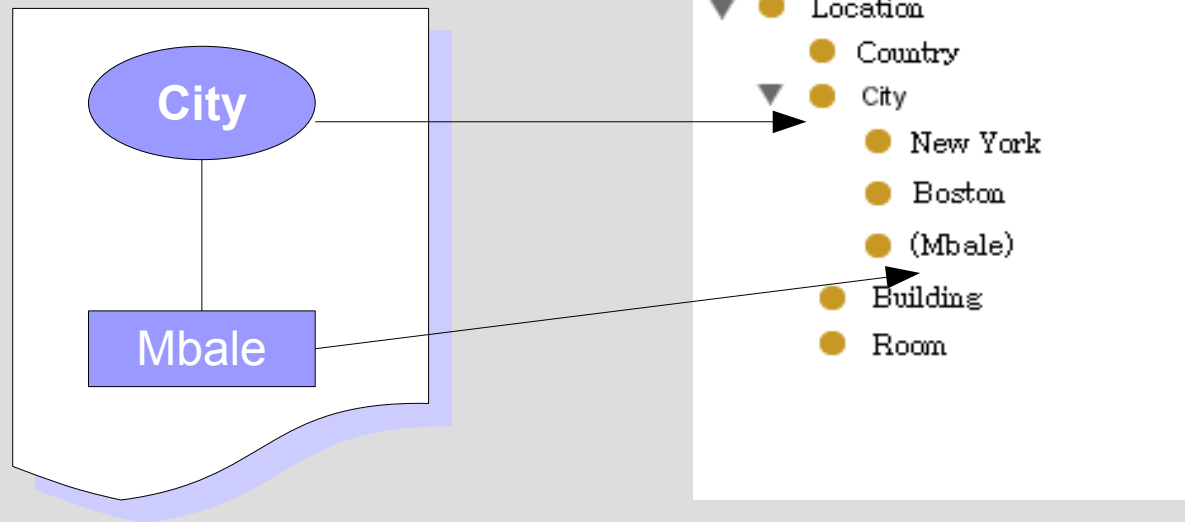 City
Mbale
Location
Country
City
New York
Boston
(Mbale)
Building
Room